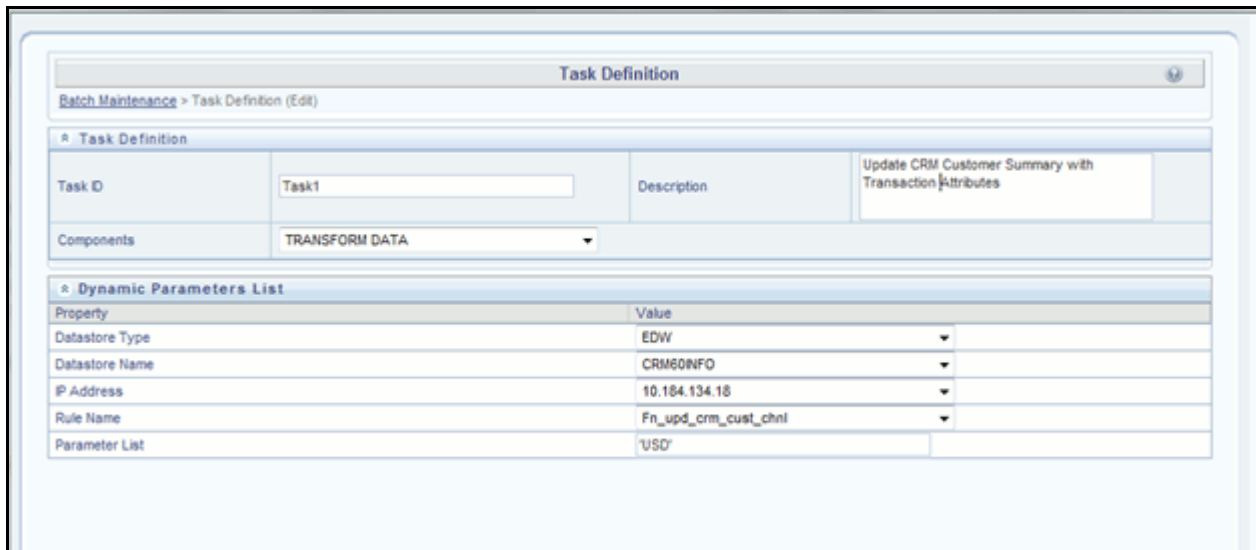 Task Definition
Batch Maintenance > Task Definition (Edit)
Task Definition
Task ID Task1 Description Update CRM Customer Summary with
Transaction Attributes
Components TRANSFORM DATA
Dynamic Parameters List
Property Value
Datastore Type EDW
Datastore Name CRM60INFO
IP Address 10.184.134.18
Rule Name Fn_upd_crm_cust_chnl
Parameter List 'USD'